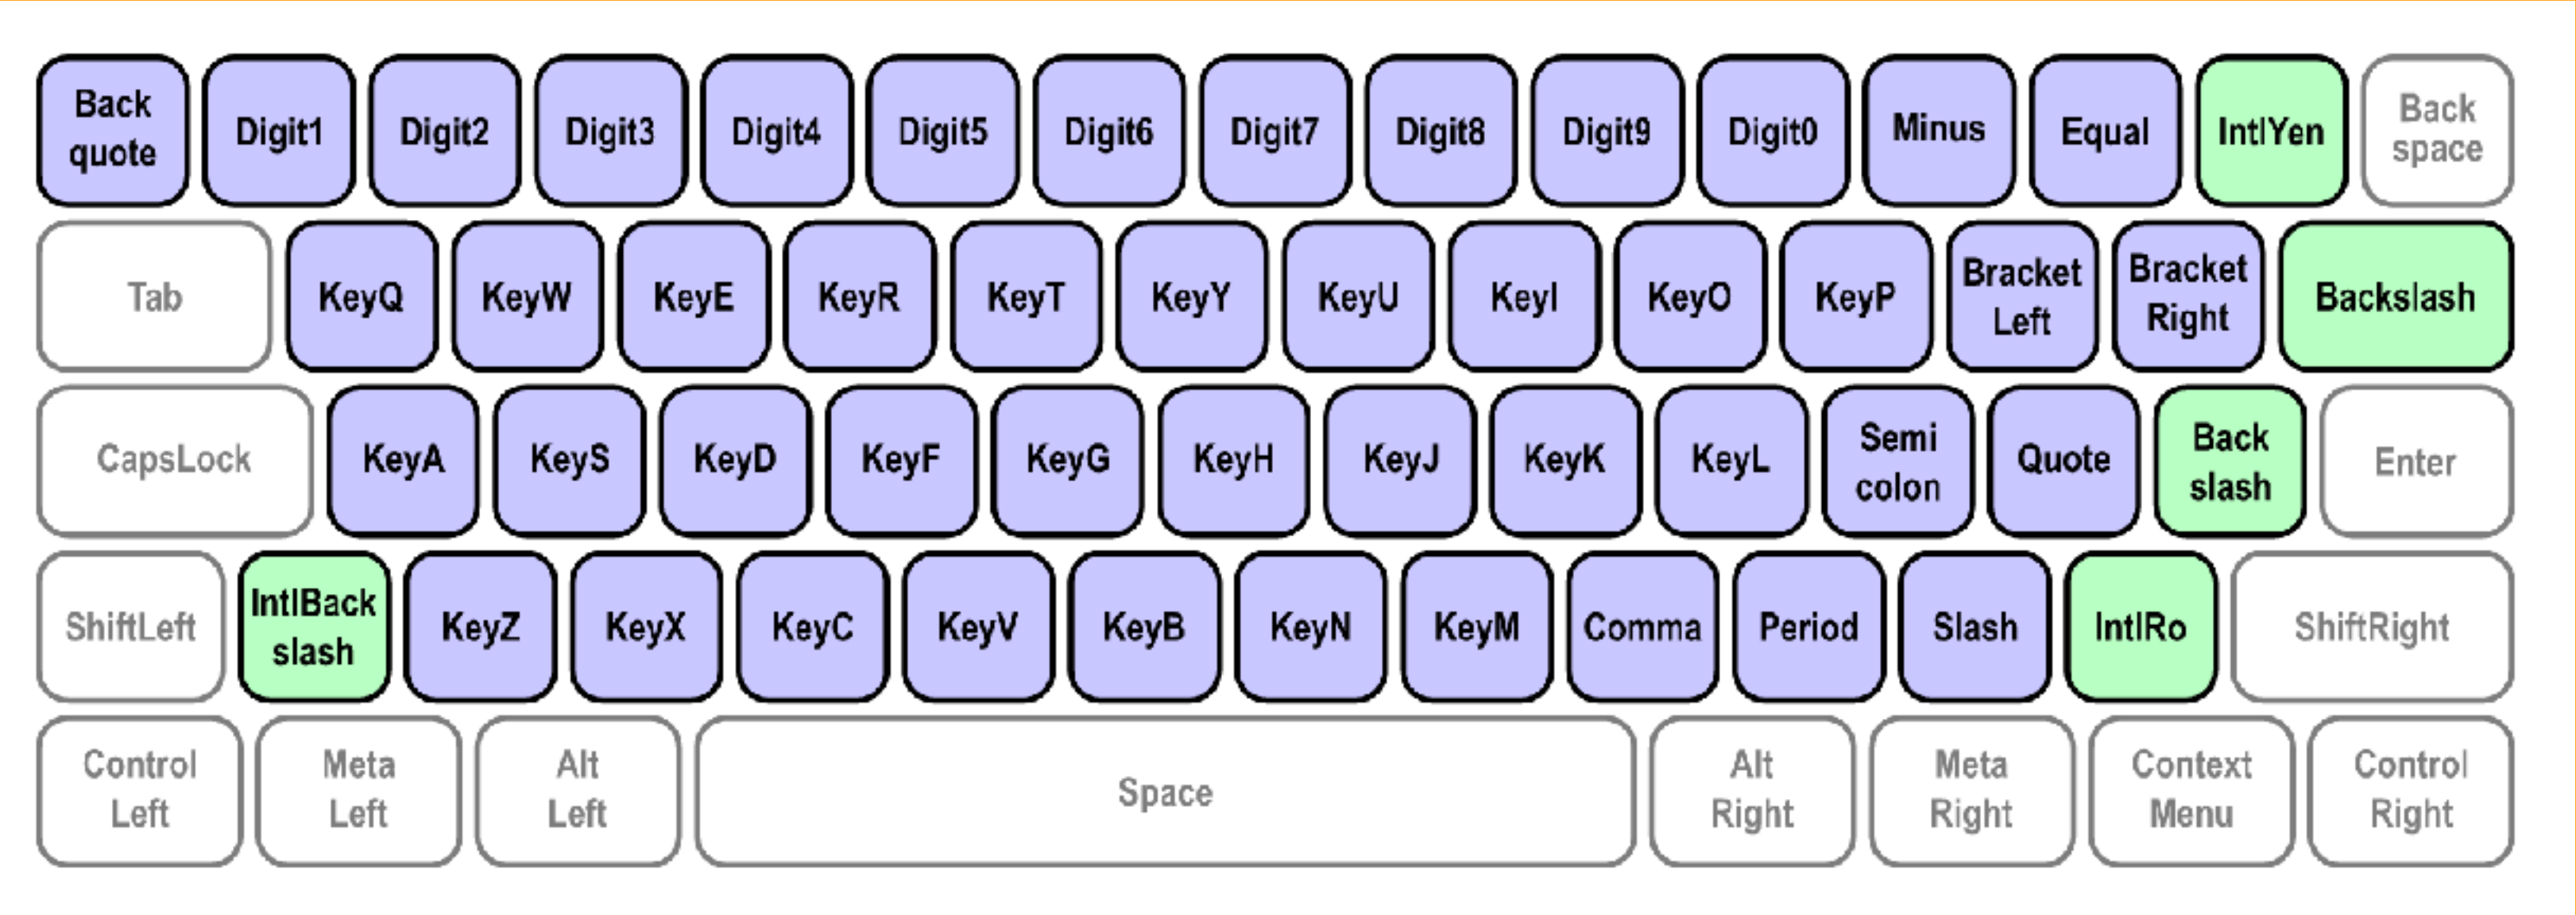 Back quote Digit1 Digit2 Digit3 Digit4 Digit5 Digit6 Digit7 Digit8 Digit9 Digit0 Minus Equal IntlYen Back space
Tab KeyQ KeyW KeyE KeyR KeyT KeyY KeyU KeyI KeyO KeyP Bracket Left Bracket Right Backslash
CapsLock KeyA KeyS KeyD KeyF KeyG KeyH KeyJ KeyK KeyL Semi colon Quote Back slash Enter
ShiftLeft IntlBack slash KeyZ KeyX KeyC KeyV KeyB KeyN KeyM Comma Period Slash IntlRo ShiftRight
Control Left Meta Left Alt Left Space Alt Right Meta Right Context Menu Control Right